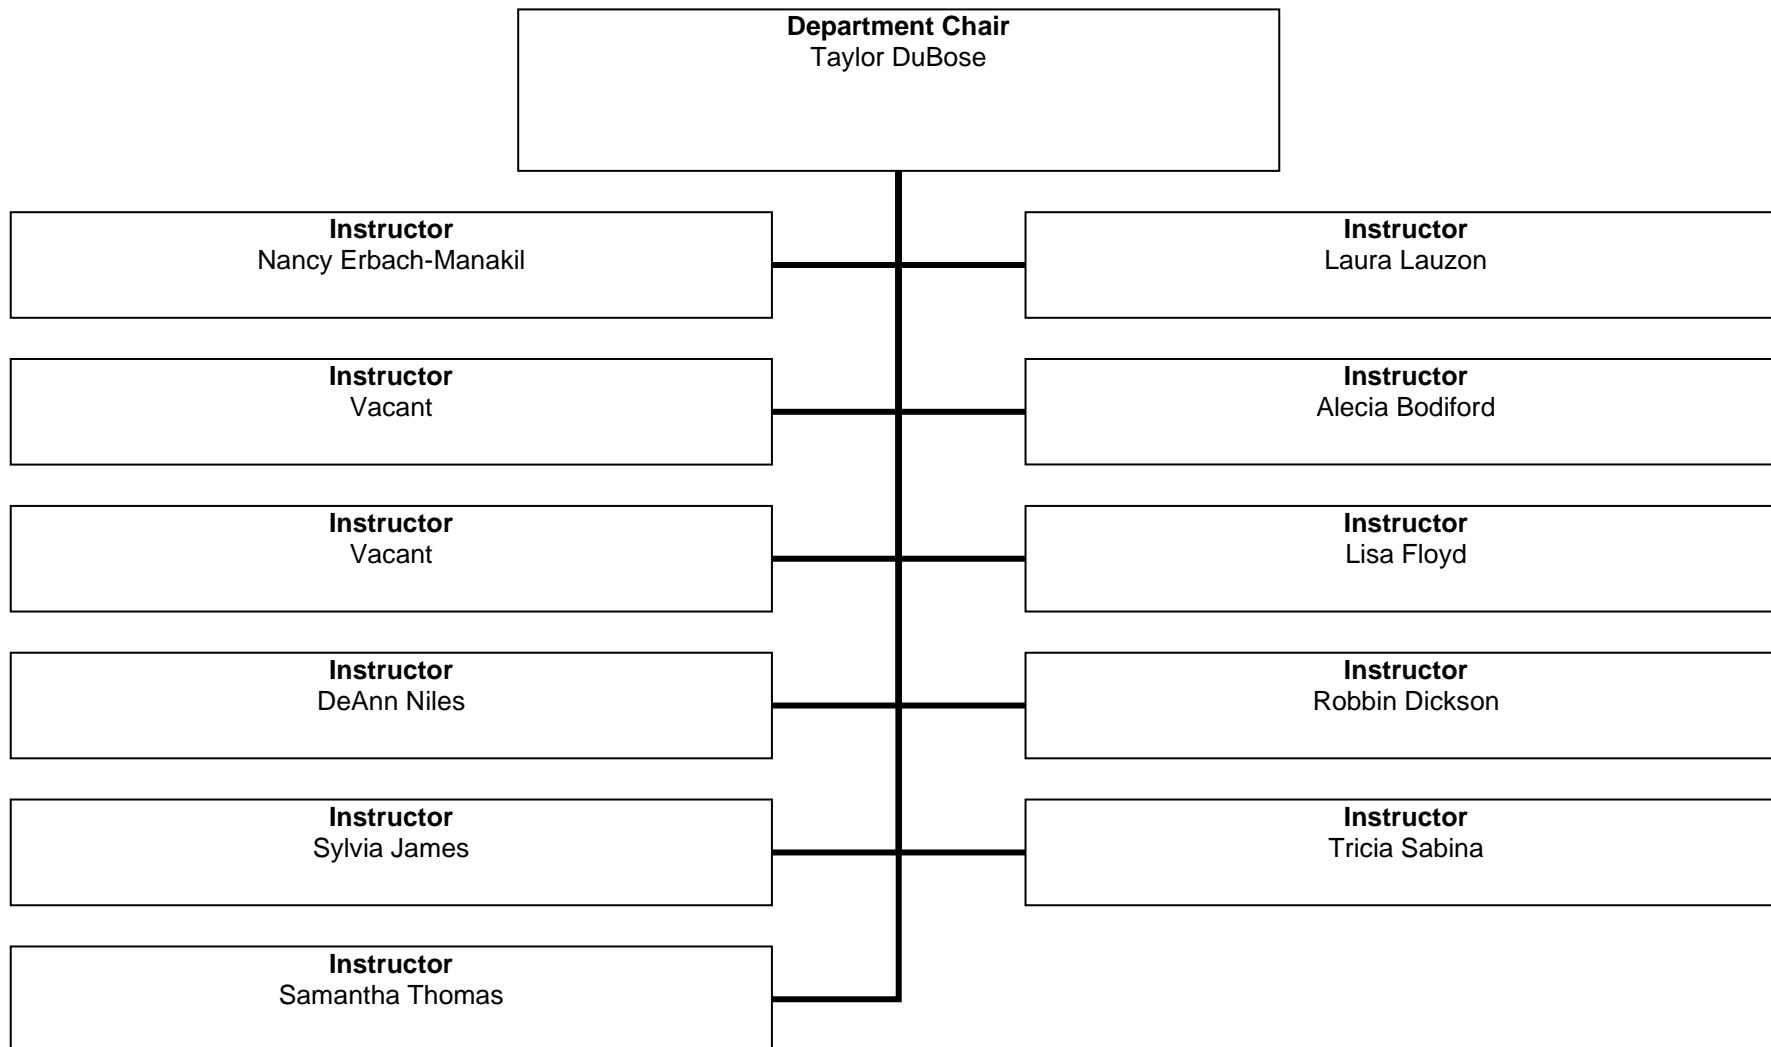 Department Chair
Taylor DuBose
Instructor
Nancy Erbach-Manakil
Instructor
Laura Lauzon
Instructor
Vacant
Instructor
Alecia Bodiford
Instructor
Vacant
Instructor
Lisa Floyd
Instructor
DeAnn Niles
Instructor
Robbin Dickson
Instructor
Sylvia James
Instructor
Tricia Sabina
Instructor
Samantha Thomas